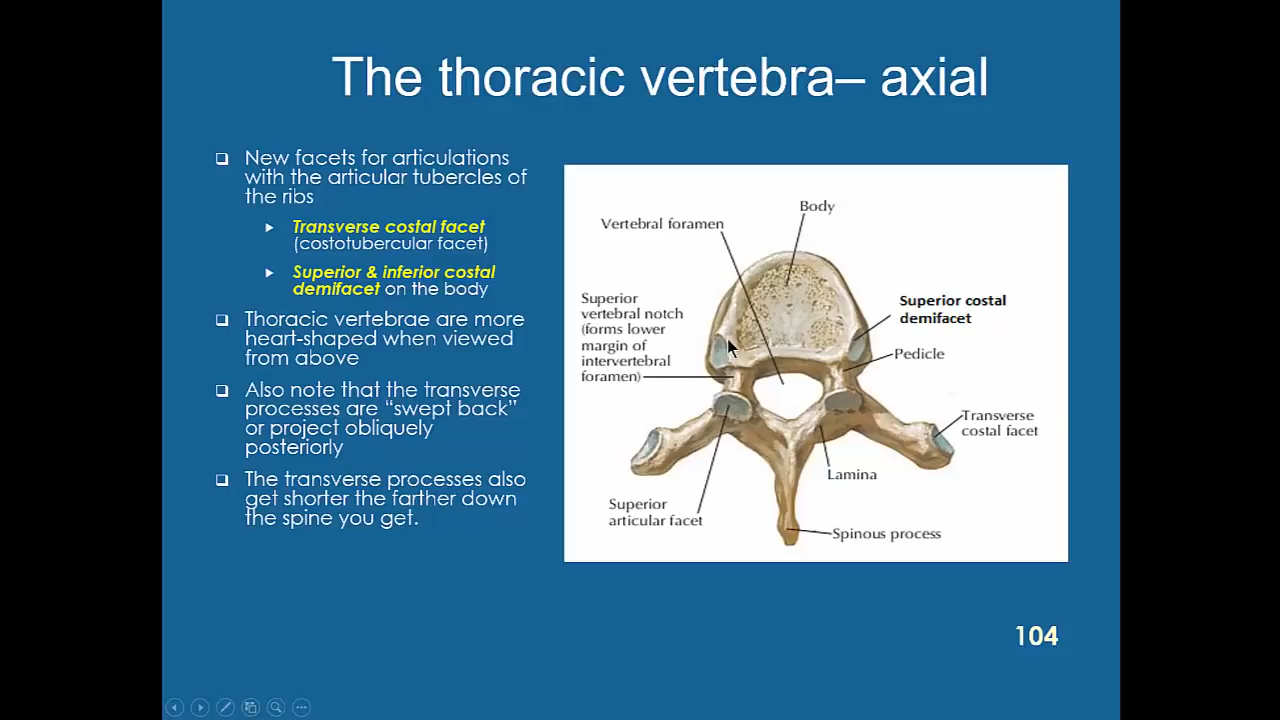 The thoracic vertebra– axial
New facets for articulations
with the articular tubercles of
the ribs
Transverse costal facet
(costotubercular facet)
Superior & inferior costal
demifacet on the body
Thoracic vertebrae are more
heart-shaped when viewed
from above
Also note that the transverse
processes are “swept back”
or project obliquely
posteriorly
The transverse processes also
get shorter the farther down
the spine you get.
Body
Vertebral foramen
Superior
vertebral notch
(forms lower
margin of
intervertebral
foramen)
Superior costal
demifacet
Pedicle
Transverse
costal facet
Lamina
Superior
articular facet
Spinous process
104